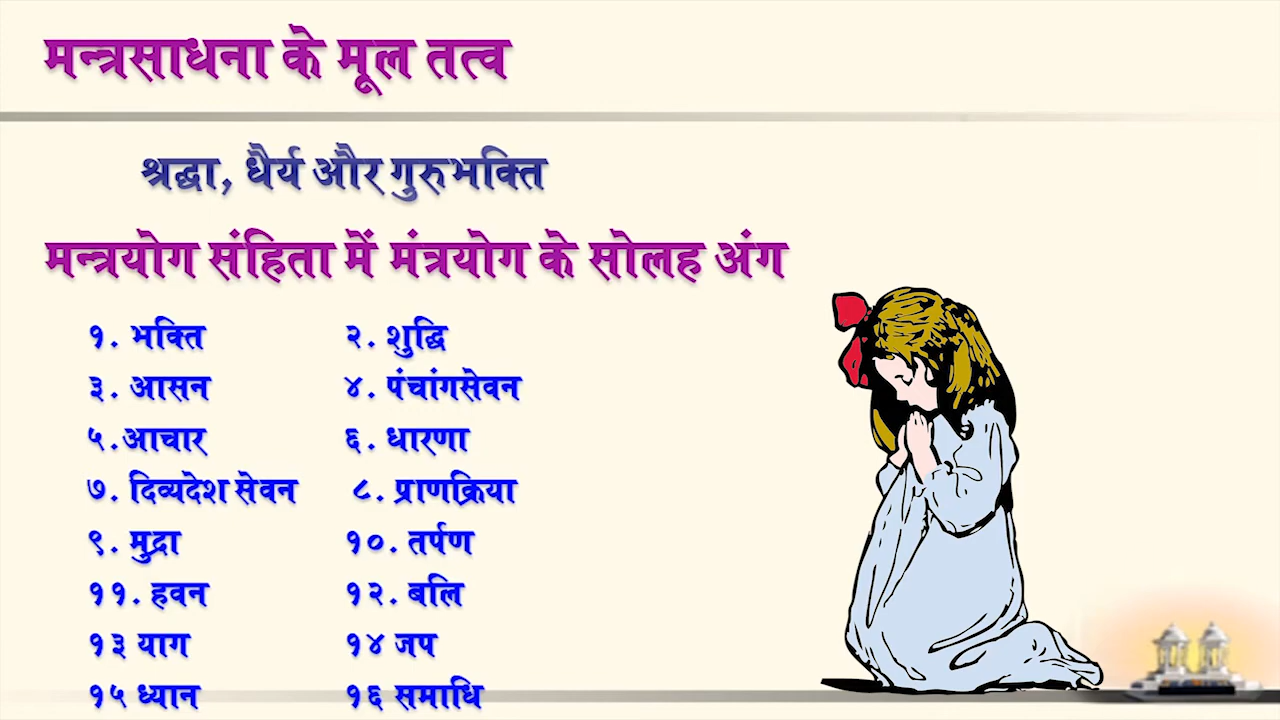 मन्त्रसाधना के मूल तत्व
श्रद्धा, धैर्य और गुरुभक्ति
मन्त्रयोग संहिता में मंत्रयोग के सोलह अंग
१. भक्ति २. शुद्धि
३. आसन ४. पंचांगसेवन
५.आचार ६. धारणा
७. दिव्यदेश सेवन ८. प्राणक्रिया
९. मुद्रा १०. तर्पण
११. हवन १२. बलि
१३ याग १४ जप
१५ ध्यान १६ समाधि